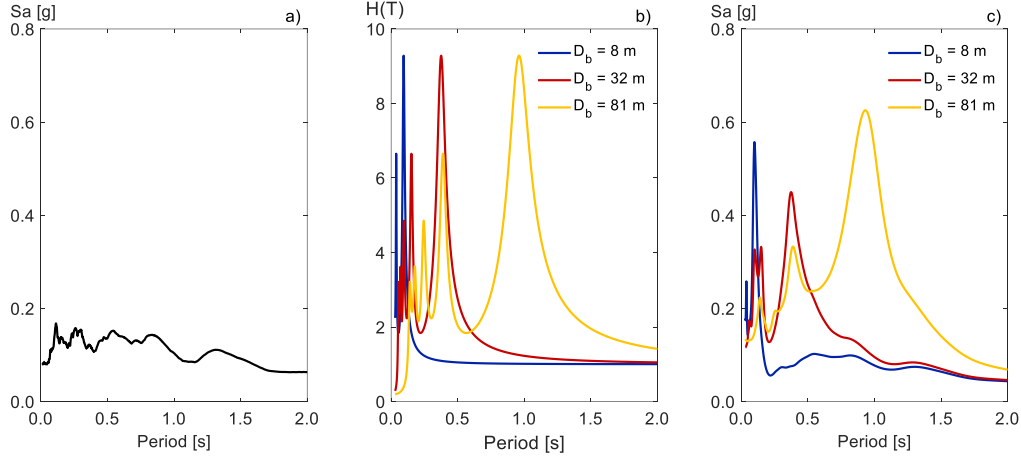 Sa [g]
a)
0.8
0.6
0.4
0.2
0.0
0.0
0.5
1.0
1.5
2.0
Period [s]
H(T)
b)
10
8
6
4
2
0
D_b = 8 m
D_b = 32 m
D_b = 81 m
0.0
0.5
1.0
1.5
2.0
Period [s]
Sa [g]
c)
0.8
0.6
0.4
0.2
0.0
D_b = 8 m
D_b = 32 m
D_b = 81 m
0.0
0.5
1.0
1.5
2.0
Period [s]